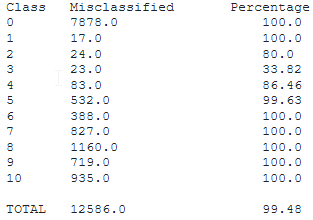 Class Misclassified Percentage
0 7878.0 100.0
1 17.0 100.0
2 24.0 80.0
3 23.0 33.82
4 83.0 86.46
5 532.0 99.63
6 388.0 100.0
7 827.0 100.0
8 1160.0 100.0
9 719.0 100.0
10 935.0 100.0
TOTAL 12586.0 99.48